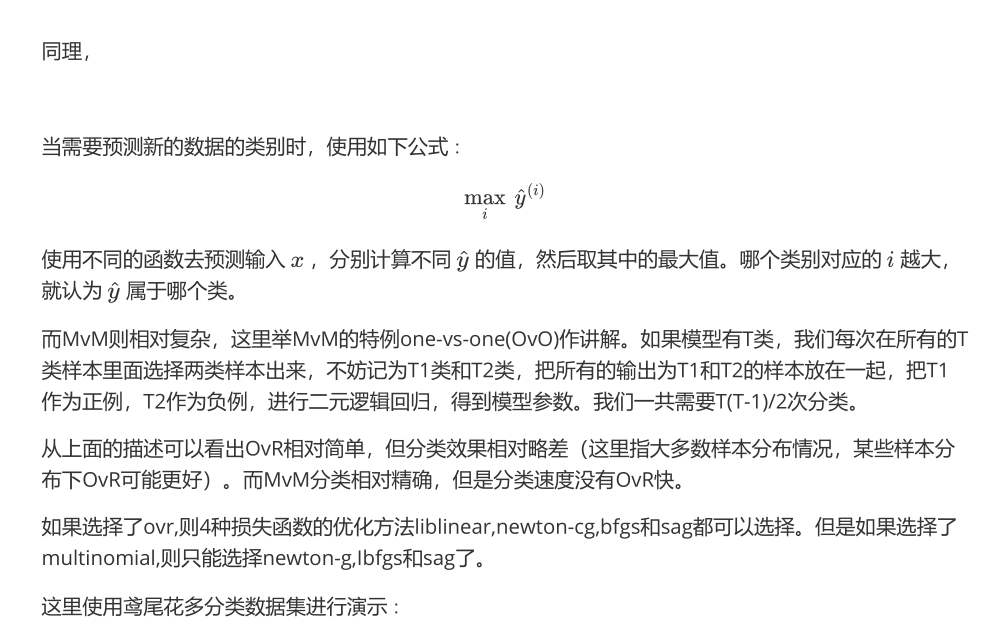 同理，
当需要预测新的数据的类别时，使用如下公式：
max ŷ⁽ⁱ⁾
i
使用不同的函数去预测输入 x ，分别计算不同 ŷ 的值，然后取其中的最大值。哪个类别对应的 i 越大，
就认为 ŷ 属于哪个类。
而MvM则相对复杂，这里举MvM的特例one-vs-one(OvO)作讲解。如果模型有T类，我们每次在所有的T
类样本里面选择两类样本出来，不妨记为T1类和T2类，把所有的输出为T1和T2的样本放在一起，把T1
作为正例，T2作为负例，进行二元逻辑回归，得到模型参数。我们一共需要T(T-1)/2次分类。
从上面的描述可以看出OvR相对简单，但分类效果相对略差（这里指大多数样本分布情况，某些样本分
布下OvR可能更好）。而MvM分类相对精确，但是分类速度没有OvR快。
如果选择了ovr,则4种损失函数的优化方法liblinear,newton-cg,bfgs和sag都可以选择。但是如果选择了
multinomial,则只能选择newton-g,lbfgs和sag了。
这里使用鸢尾花多分类数据集进行演示：